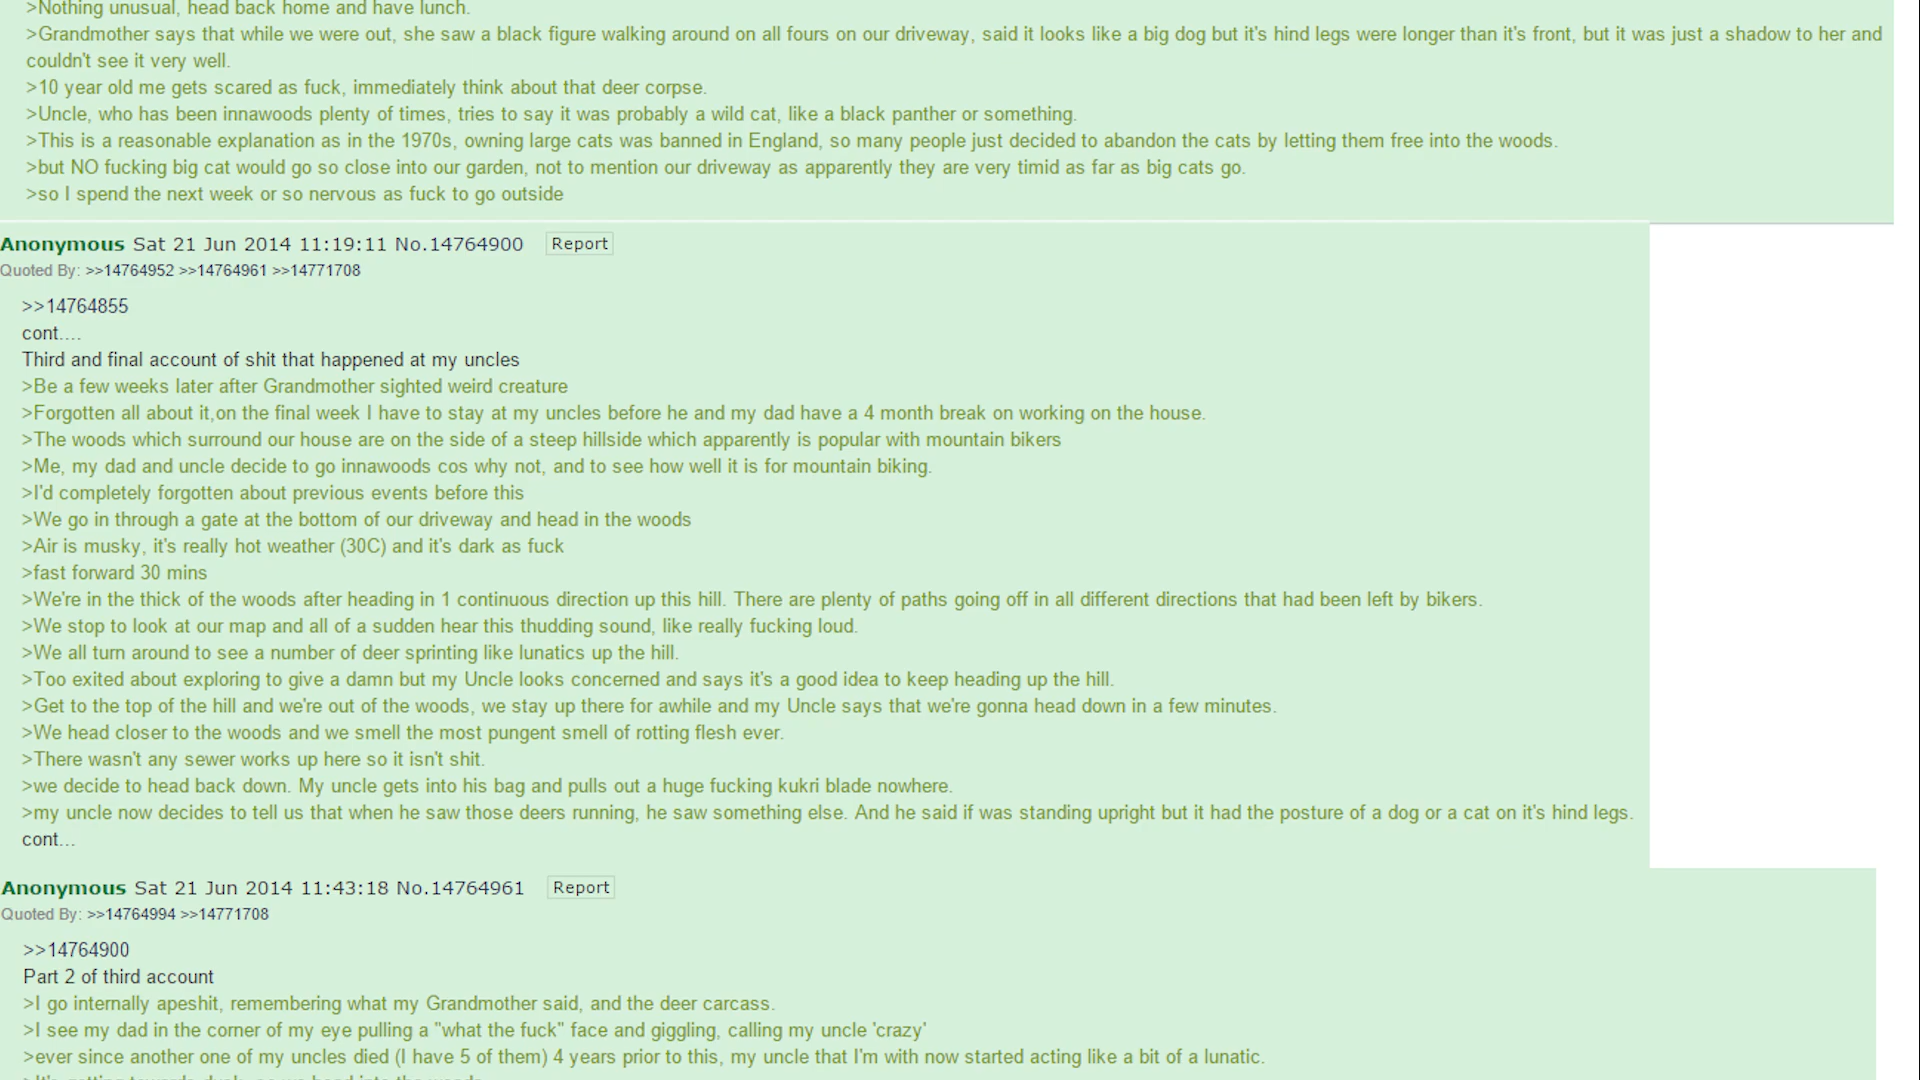 >Nothing unusual, head back home and have lunch.
>Grandmother says that while we were out, she saw a black figure walking around on all fours on our driveway, said it looks like a big dog but it's hind legs were longer than it's front, but it was just a shadow to her and
couldn't see it very well.
>10 year old me gets scared as fuck, immediately think about that deer corpse.
>Uncle, who has been innawoods plenty of times, tries to say it was probably a wild cat, like a black panther or something.
>This is a reasonable explanation as in the 1970s, owning large cats was banned in England, so many people just decided to abandon the cats by letting them free into the woods.
>but NO fucking big cat would go so close into our garden, not to mention our driveway as apparently they are very timid as far as big cats go.
>so I spend the next week or so nervous as fuck to go outside
Anonymous Sat 21 Jun 2014 11:19:11 No.14764900 Report
Quoted By: >>14764952 >>14764961 >>14771708
>>14764855
cont....
Third and final account of shit that happened at my uncles
>Be a few weeks later after Grandmother sighted weird creature
>Forgotten all about it,on the final week I have to stay at my uncles before he and my dad have a 4 month break on working on the house.
>The woods which surround our house are on the side of a steep hillside which apparently is popular with mountain bikers
>Me, my dad and uncle decide to go innawoods cos why not, and to see how well it is for mountain biking.
>I'd completely forgotten about previous events before this
>We go in through a gate at the bottom of our driveway and head in the woods
>Air is musky, it's really hot weather (30C) and it's dark as fuck
>fast forward 30 mins
>We're in the thick of the woods after heading in 1 continuous direction up this hill. There are plenty of paths going off in all different directions that had been left by bikers.
>We stop to look at our map and all of a sudden hear this thudding sound, like really fucking loud.
>We all turn around to see a number of deer sprinting like lunatics up the hill.
>Too exited about exploring to give a damn but my Uncle looks concerned and says it's a good idea to keep heading up the hill.
>Get to the top of the hill and we're out of the woods, we stay up there for awhile and my Uncle says that we're gonna head down in a few minutes.
>We head closer to the woods and we smell the most pungent smell of rotting flesh ever.
>There wasn't any sewer works up here so it isn't shit.
>we decide to head back down. My uncle gets into his bag and pulls out a huge fucking kukri blade nowhere.
>my uncle now decides to tell us that when he saw those deers running, he saw something else. And he said if was standing upright but it had the posture of a dog or a cat on it's hind legs.
cont...
Anonymous Sat 21 Jun 2014 11:43:18 No.14764961 Report
Quoted By: >>14764994 >>14771708
>>14764900
Part 2 of third account
>I go internally apeshit, remembering what my Grandmother said, and the deer carcass.
>I see my dad in the corner of my eye pulling a "what the fuck" face and giggling, calling my uncle 'crazy'
>ever since another one of my uncles died (I have 5 of them) 4 years prior to this, my uncle that I'm with now started acting like a bit of a lunatic.